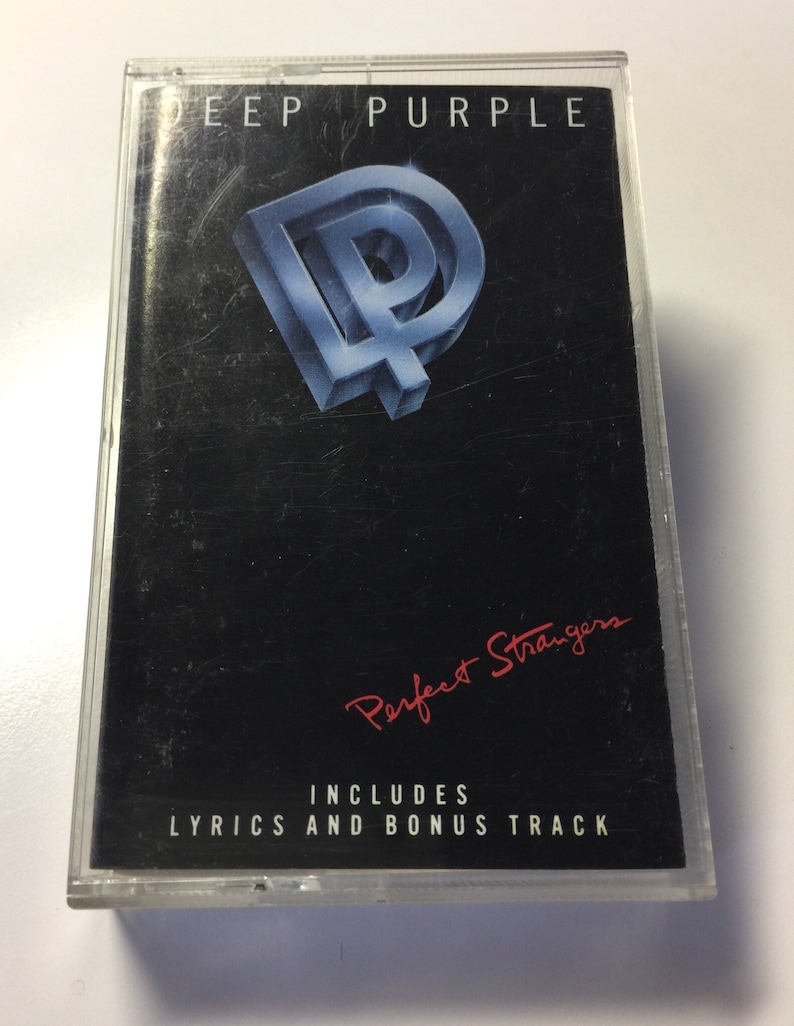 DEEP PURPLE
DP
Perfect Strangers
INCLUDES
LYRICS AND BONUS TRACK